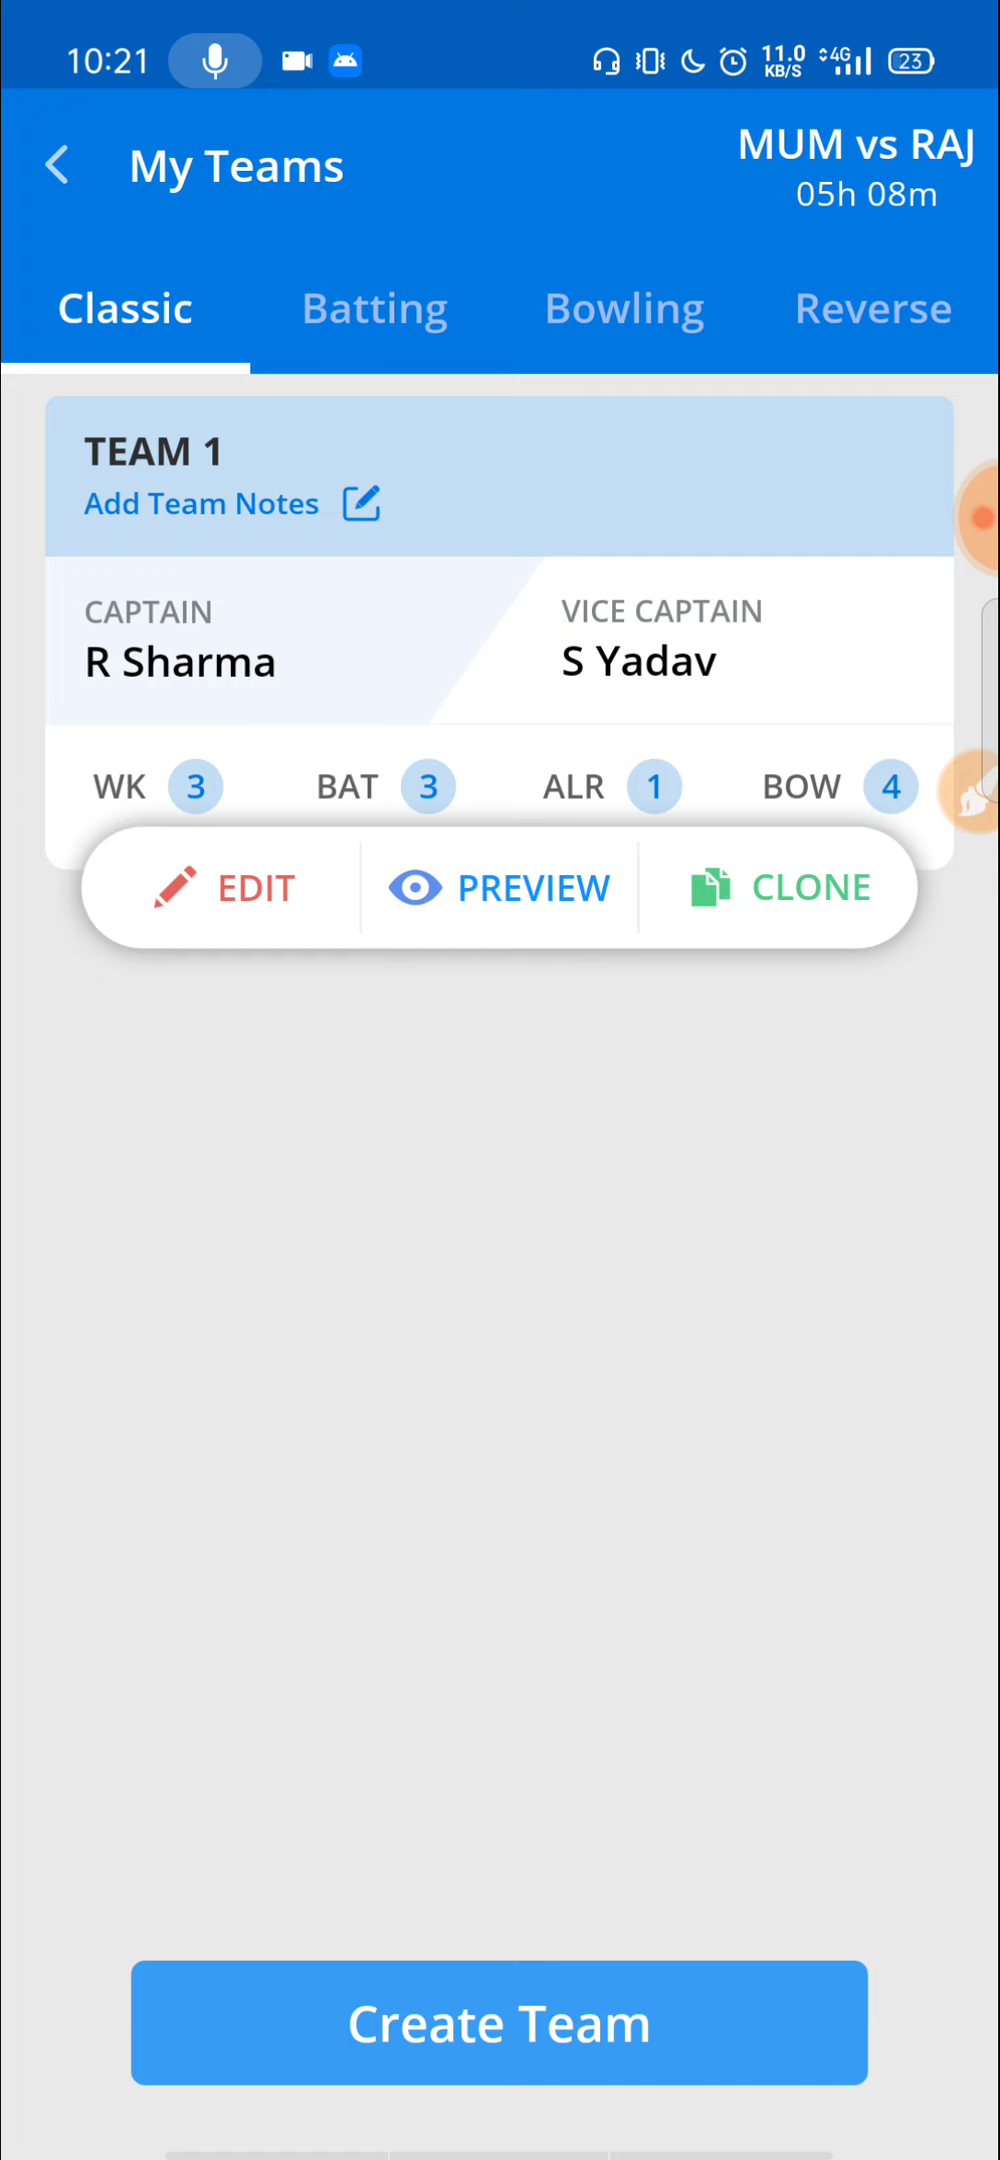 10:21 11.0 KB/S 4G 23
My Teams
MUM vs RAJ
05h 08m
Classic Batting Bowling Reverse
TEAM 1
Add Team Notes
CAPTAIN VICE CAPTAIN
R Sharma S Yadav
WK 3 BAT 3 ALR 1 BOW 4
EDIT PREVIEW CLONE
Create Team